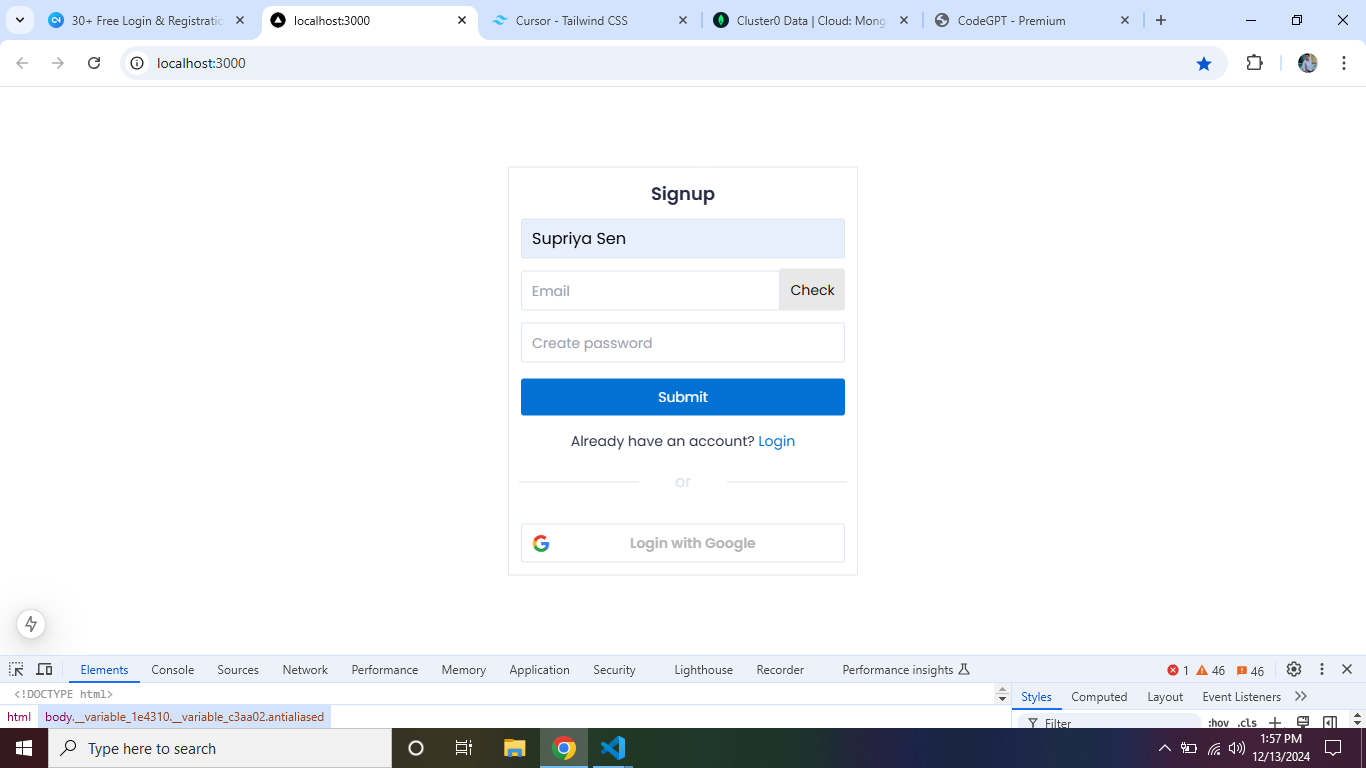 30+ Free Login & Registratio
localhost:3000
Cursor - Tailwind CSS
Cluster0 Data | Cloud: Mong
CodeGPT - Premium
localhost:3000
Signup
Supriya Sen
Email
Check
Create password
Submit
Already have an account? Login
or
Login with Google
Elements
Console
Sources
Network
Performance
Memory
Application
Security
Lighthouse
Recorder
Performance insights
1
46
46
<!DOCTYPE html>
Styles
Computed
Layout
Event Listeners
html
body.__variable_1e4310.__variable_c3aa02.antialiased
Filter
:hov
.cls
Type here to search
1:57 PM
12/13/2024